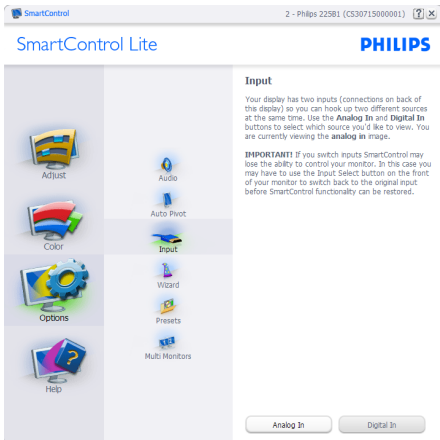 SmartControl
2 - Philips 225B1 (CS30715000001)
SmartControl Lite
PHILIPS
Adjust
Color
Options
Help
Audio
Auto Pivot
Input
Wizard
Presets
Multi Monitors
Input
Your display has two inputs (connections on back of
this display) so you can hook up two different sources
at the same time. Use the Analog In and Digital In
buttons to select which source you'd like to view. You
are currently viewing the analog in image.
IMPORTANT! If you switch inputs SmartControl may
lose the ability to control your monitor. In this case you
may have to use the Input Select button on the front
of your monitor to switch back to the original input
before SmartControl functionality can be restored.
Analog In
Digital In